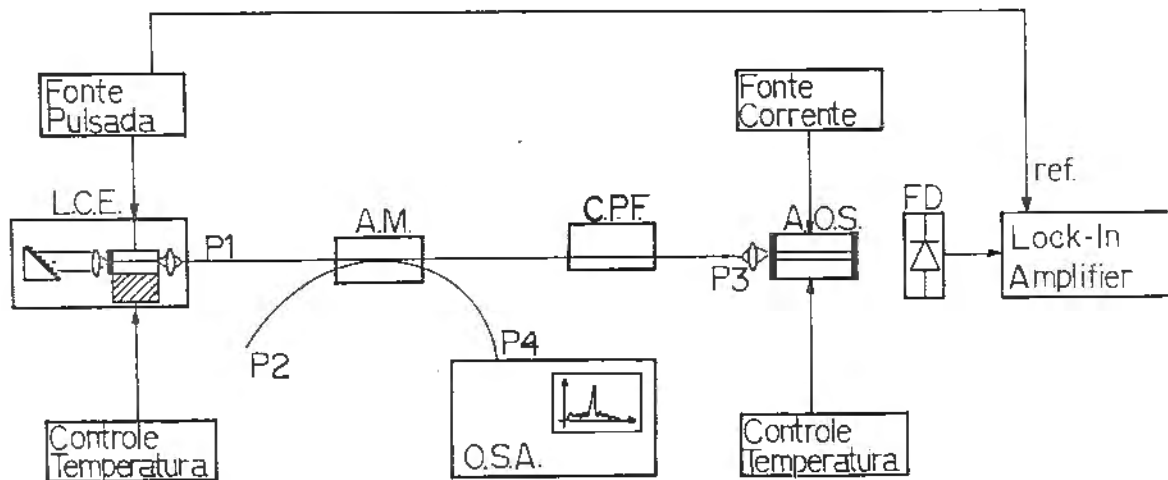 Fonte
Pulsada
Fonte
Corrente
ref.
L.C.E.
A.M.
C.P.F.
A.O.S.
FD
Lock-In
Amplifier
P1
P3
P2
P4
O.S.A.
Controle
Temperatura
Controle
Temperatura